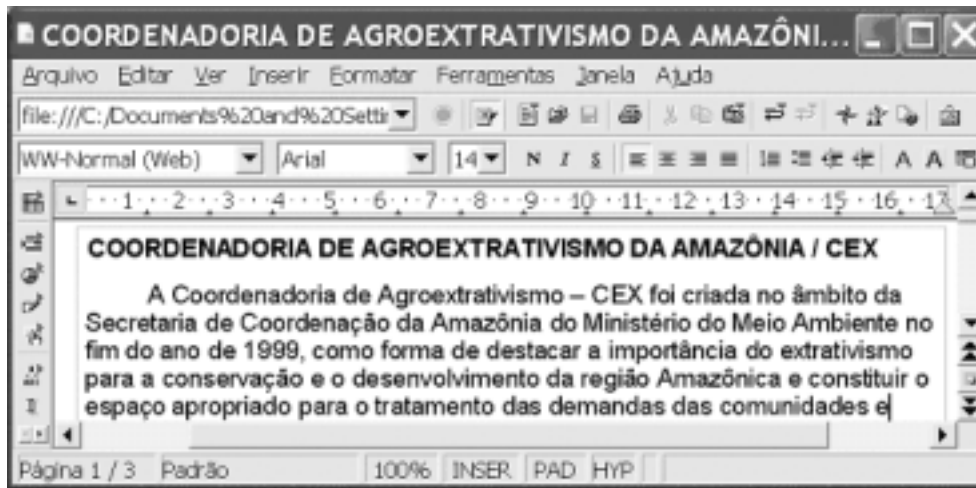 COORDENADORIA DE AGROEXTRATIVISMO DA AMAZÔNI...
Arquivo Editar Ver Inserir Formatar Ferramentas Janela Ajuda
file:///C:/Documents%20and%20Settir
WW-Normal (Web) Arial 14 N I S A A
1 2 3 4 5 6 7 8 9 10 11 12 13 14 15 16 17
COORDENADORIA DE AGROEXTRATIVISMO DA AMAZÔNIA / CEX
A Coordenadoria de Agroextrativismo – CEX foi criada no âmbito da
Secretaria de Coordenação da Amazônia do Ministério do Meio Ambiente no
fim do ano de 1999, como forma de destacar a importância do extrativismo
para a conservação e o desenvolvimento da região Amazônica e constituir o
espaço apropriado para o tratamento das demandas das comunidades e
Página 1 / 3 Padrão 100% INSER PAD HYP